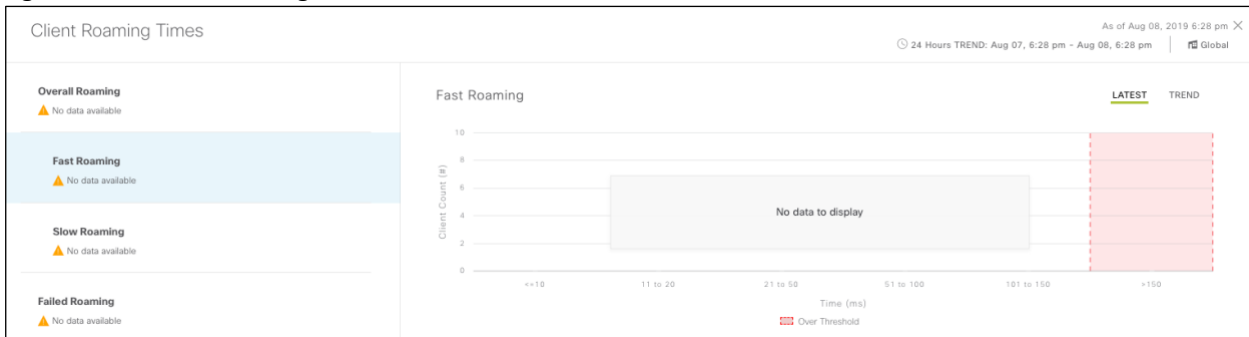 Client Roaming Times
As of Aug 08, 2019 6:28 pm
24 Hours TREND: Aug 07, 6:28 pm - Aug 08, 6:28 pm
Global
Overall Roaming
No data available
Fast Roaming
No data available
Slow Roaming
No data available
Failed Roaming
No data available
Fast Roaming
LATEST TREND
Client Count (#)
10
8
6
4
2
0
No data to display
<=10 11 to 20 21 to 50 51 to 100 101 to 150 >150
Time (ms)
Over Threshold